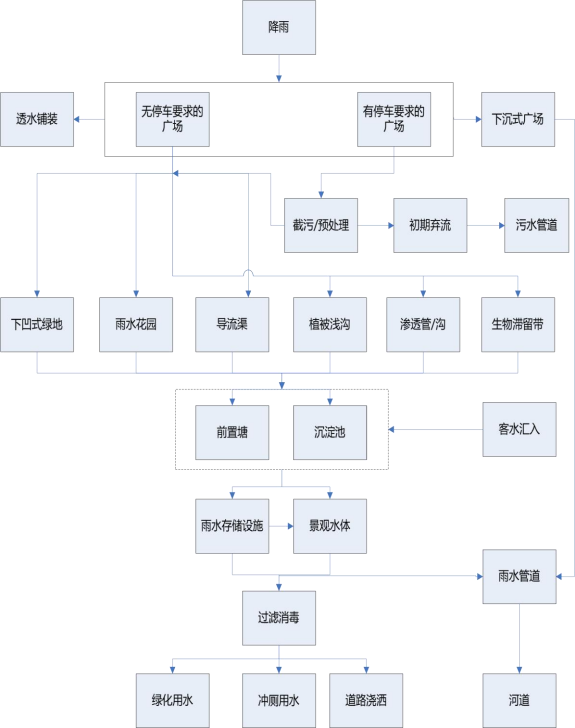 降雨
透水铺装
无停车要求的
广场
有停车要求的
广场
下沉式广场
截污/预处理
初期弃流
污水管道
下凹式绿地
雨水花园
导流渠
植被浅沟
渗透管/沟
生物滞留带
前置塘
沉淀池
客水汇入
雨水存储设施
景观水体
雨水管道
过滤消毒
绿化用水
冲厕用水
道路浇洒
河道